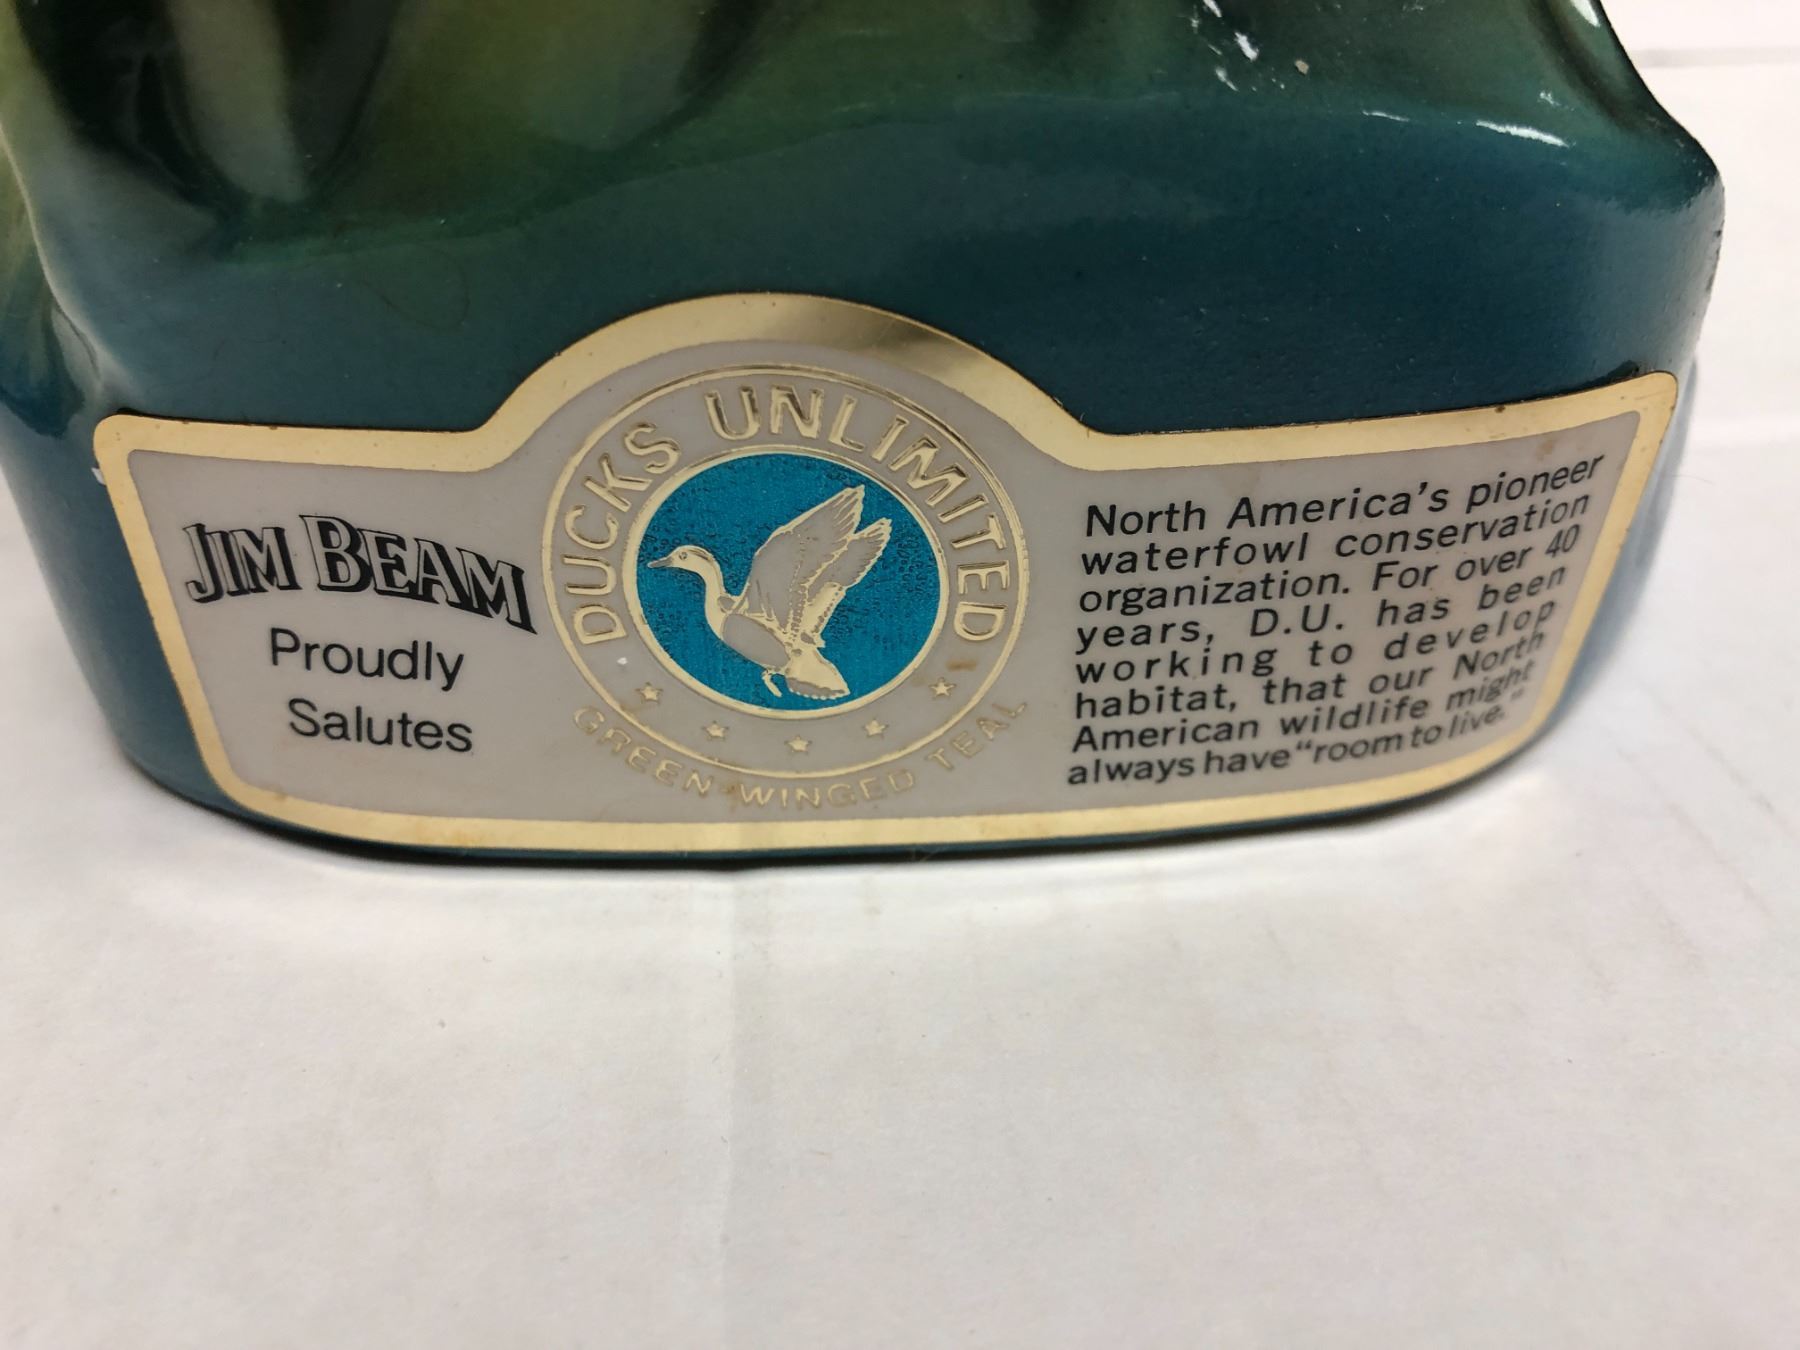 JIM BEAM
Proudly
Salutes
DUCKS UNLIMITED
GREEN-WINGED TEAL
North America's pioneer
waterfowl conservation
organization. For over 40
years, D.U. has been
working to develop
habitat, that our North
American wildlife might
always have "room to live."